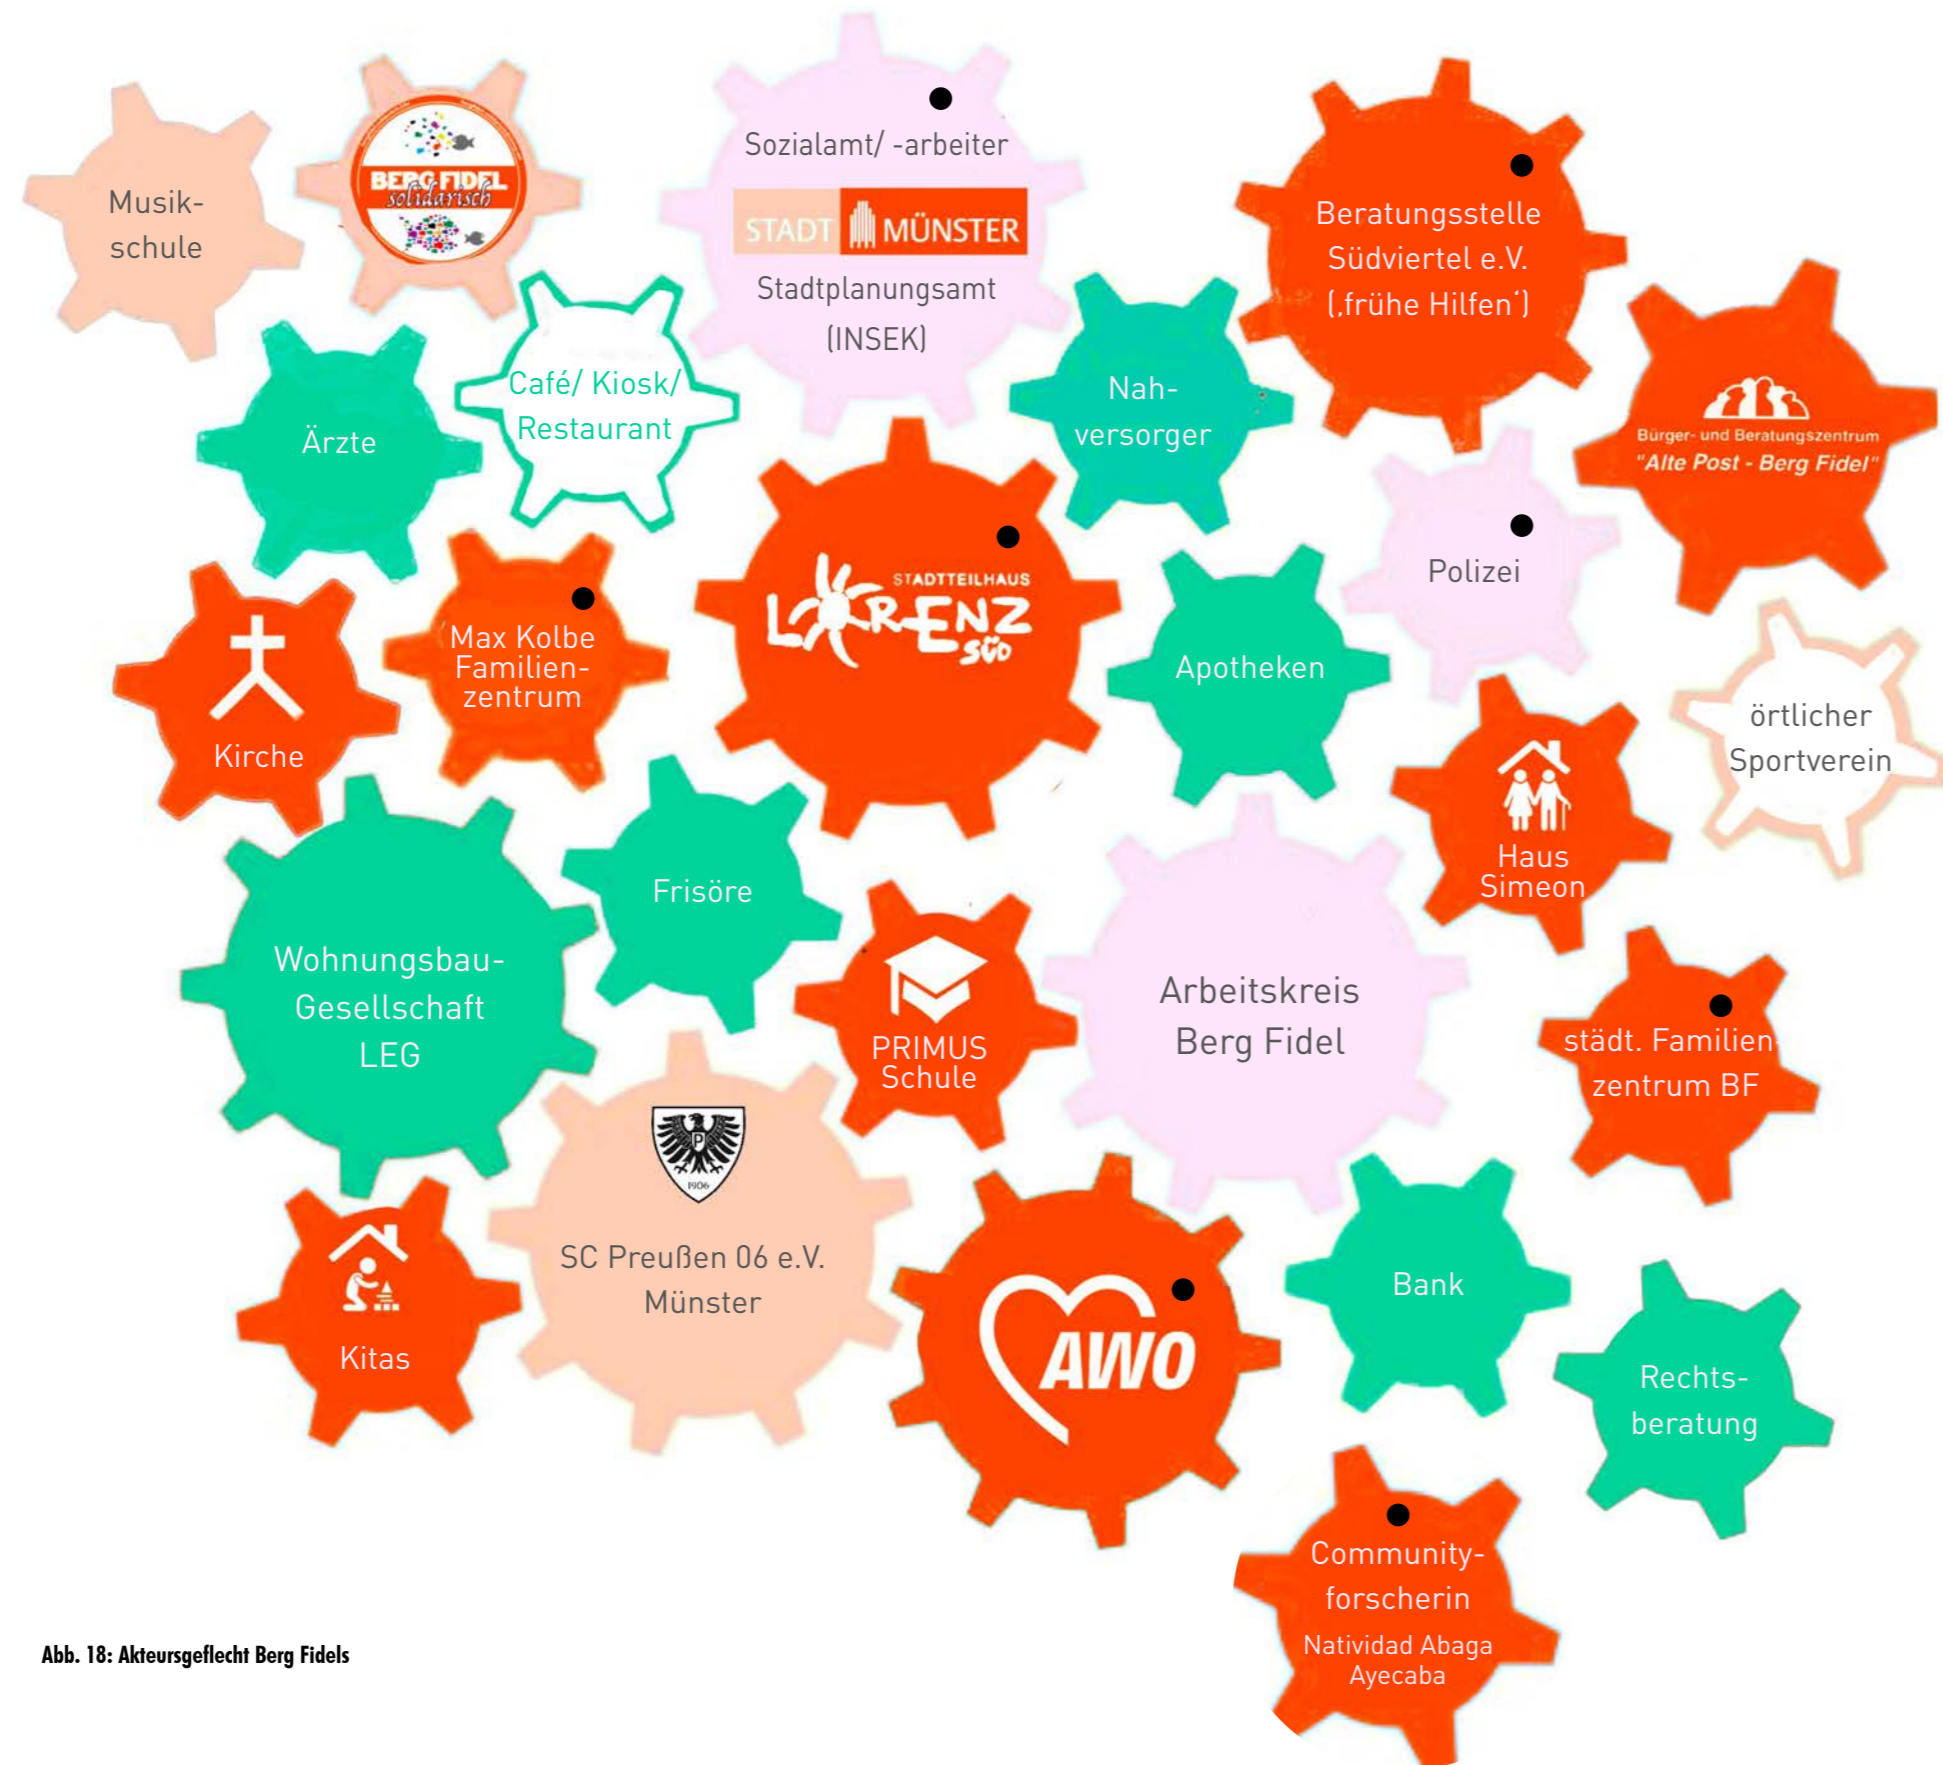 Musik-
schule
BERG FIDEL
solidarisch
Sozialamt/ -arbeiter
STADT MÜNSTER
Stadtplanungsamt
(INSEK)
Beratungsstelle
Südviertel e.V.
(‚frühe Hilfen‘)
Ärzte
Café/ Kiosk/
Restaurant
Nah-
versorger
Bürger- und Beratungszentrum
"Alte Post - Berg Fidel"
Polizei
STADTTEILHAUS
LORENZ
SÜD
Kirche
Max Kolbe
Familien-
zentrum
Apotheken
örtlicher
Sportverein
Haus
Simeon
Wohnungsbau-
Gesellschaft
LEG
Frisöre
PRIMUS
Schule
Arbeitskreis
Berg Fidel
städt. Familien-
zentrum BF
P
1906
SC Preußen 06 e.V.
Münster
Kitas
AWO
Bank
Rechts-
beratung
Community-
forscherin
Natividad Abaga
Ayecaba
Abb. 18: Akteursgeflecht Berg Fidels